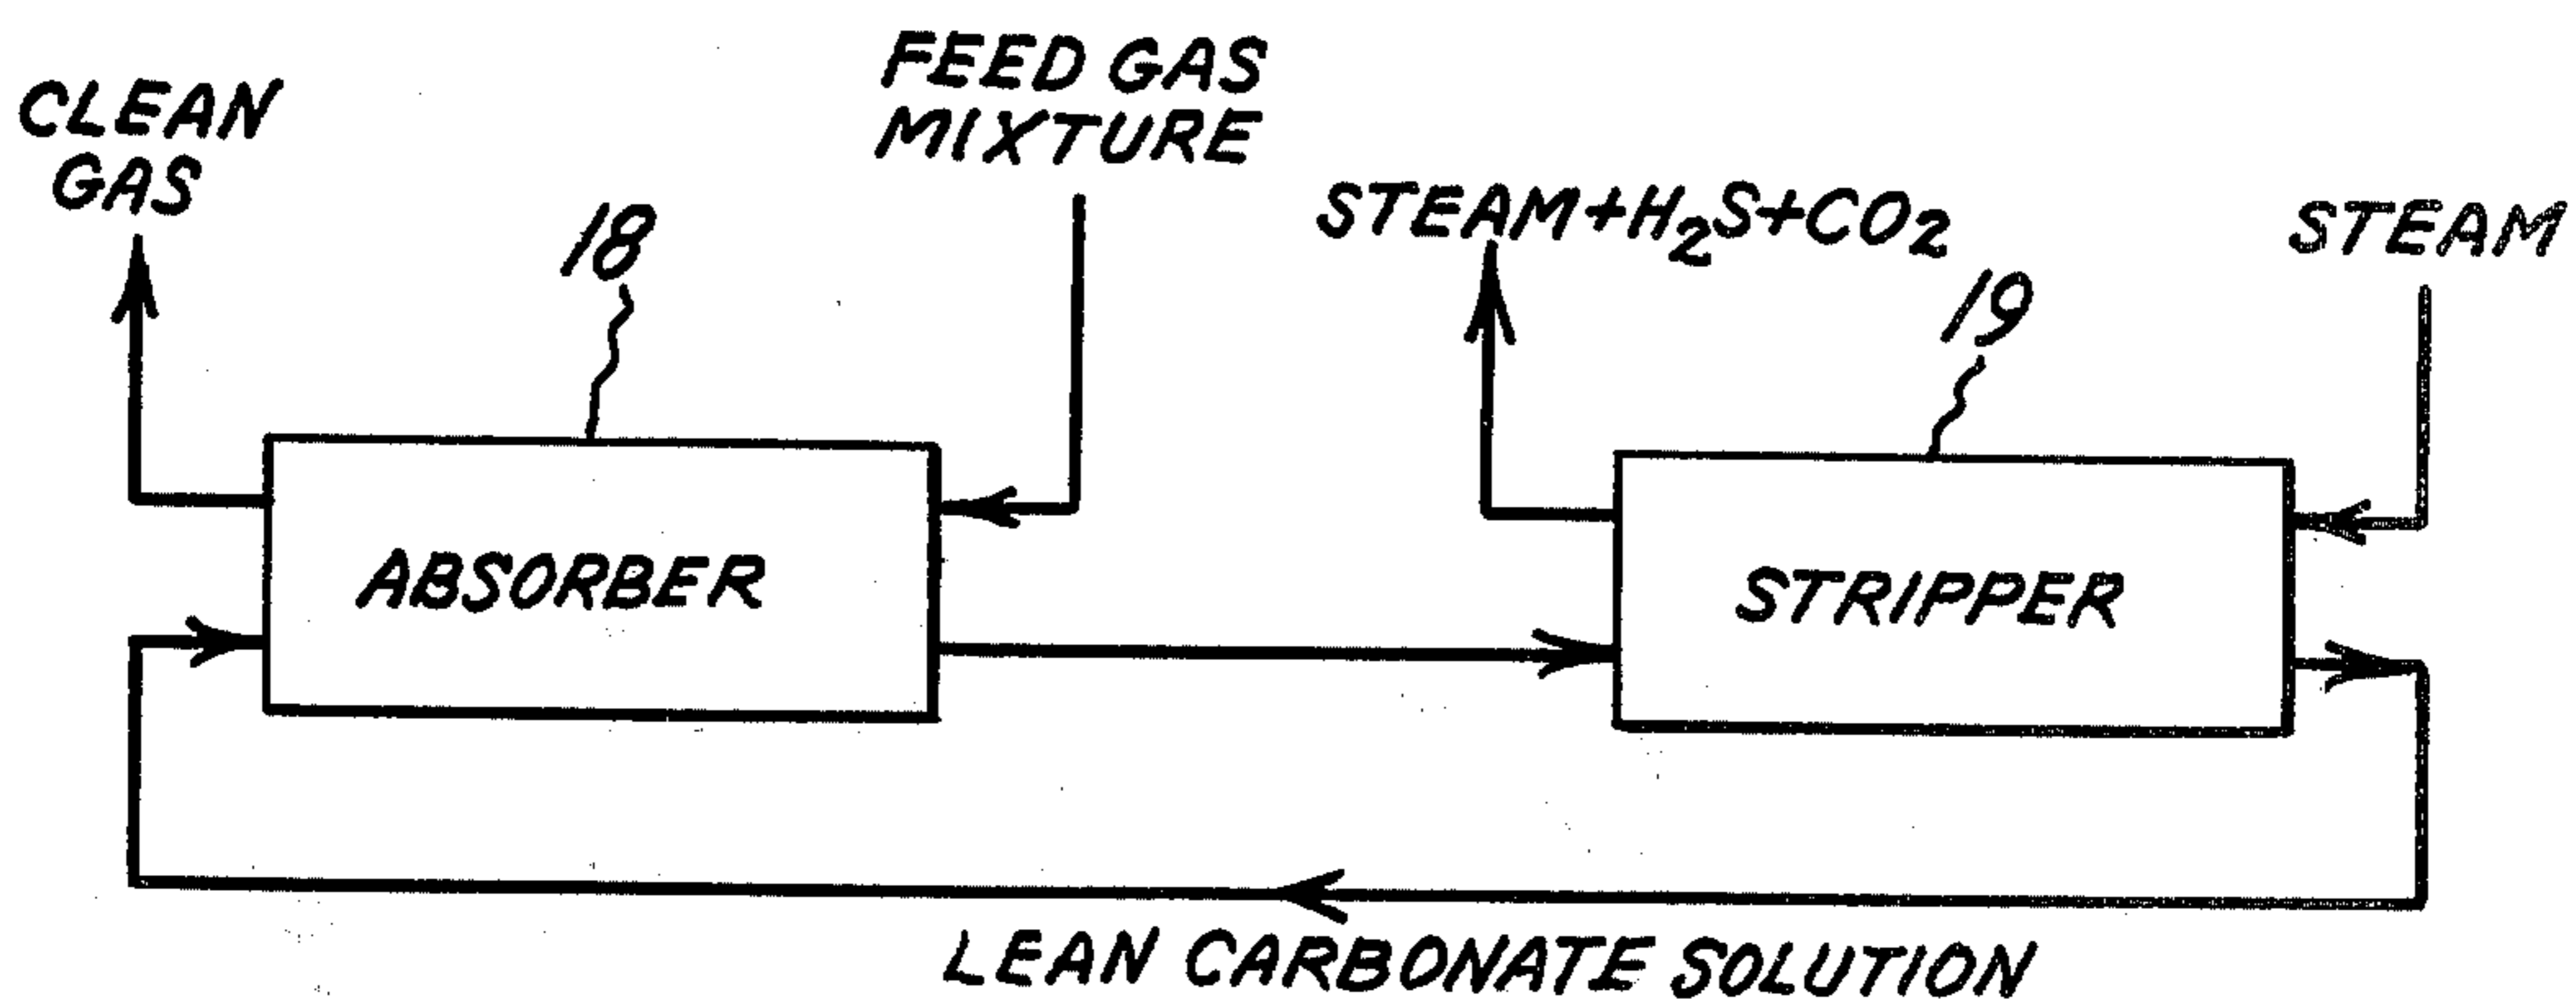 CLEAN
GAS
FEED GAS
MIXTURE
18
STEAM+H₂S+CO₂
STEAM
19
ABSORBER
STRIPPER
LEAN CARBONATE SOLUTION